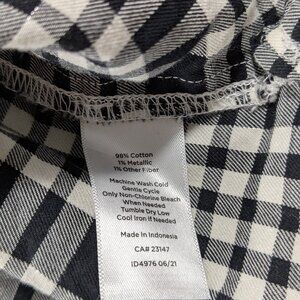 99% Cotton
1% Metallic
1% Other Fiber
Machine Wash Cold
Gentle Cycle
Only Non-Chlorine Bleach
When Needed
Tumble Dry Low
Cool Iron if Needed
Made in Indonesia
CA# 23147
ID4976 06/21